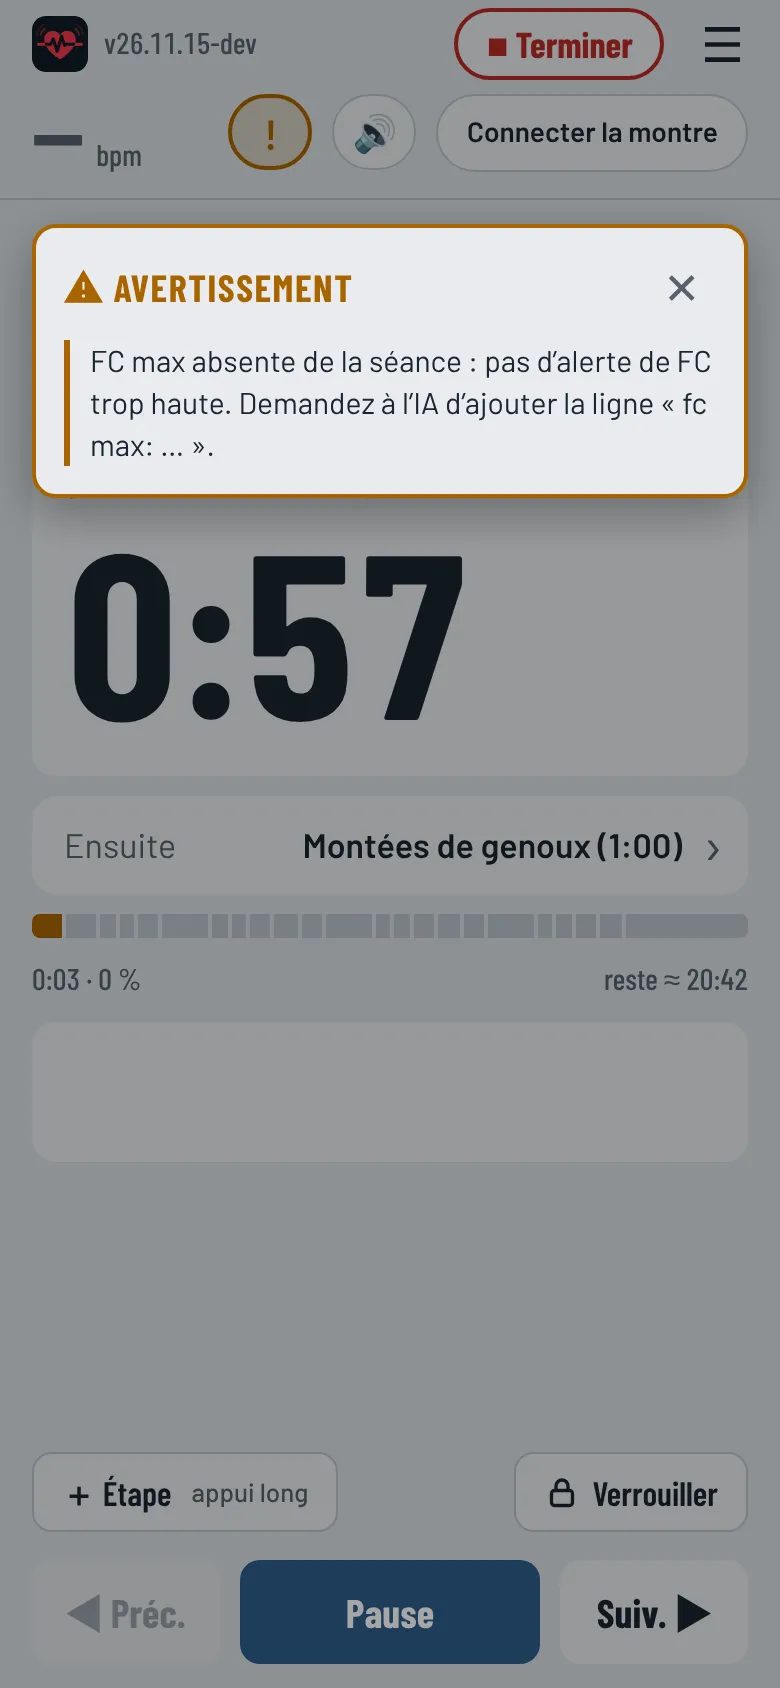 v26.11.15-dev
■ Terminer
— bpm
!
Connecter la montre
AVERTISSEMENT
FC max absente de la séance : pas d’alerte de FC
trop haute. Demandez à l’IA d’ajouter la ligne « fc
max: ... ».
0:57
Ensuite Montées de genoux (1:00) ›
0:03 · 0 % reste ≈ 20:42
+ Étape appui long
Verrouiller
◀ Préc.
Pause
Suiv. ▶